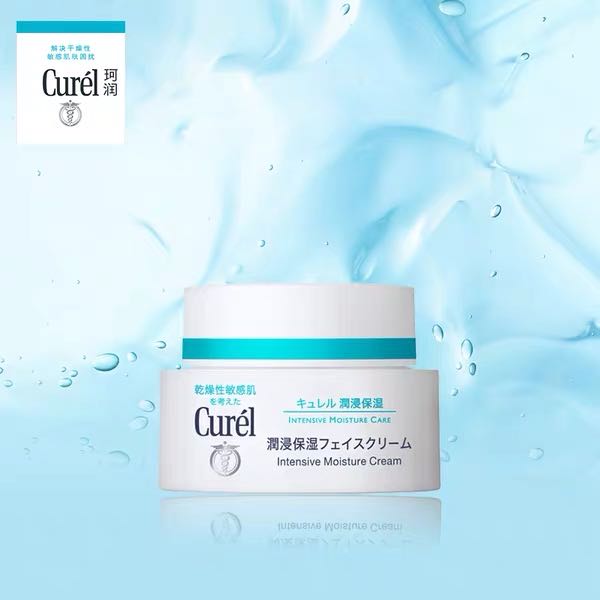 解决干燥性
敏感肌肤困扰
Curél 珂润
乾燥性敏感肌
を考えた
Curél
キュレル 潤浸保湿
INTENSIVE MOISTURE CARE
潤浸保湿フェイスクリーム
Intensive Moisture Cream